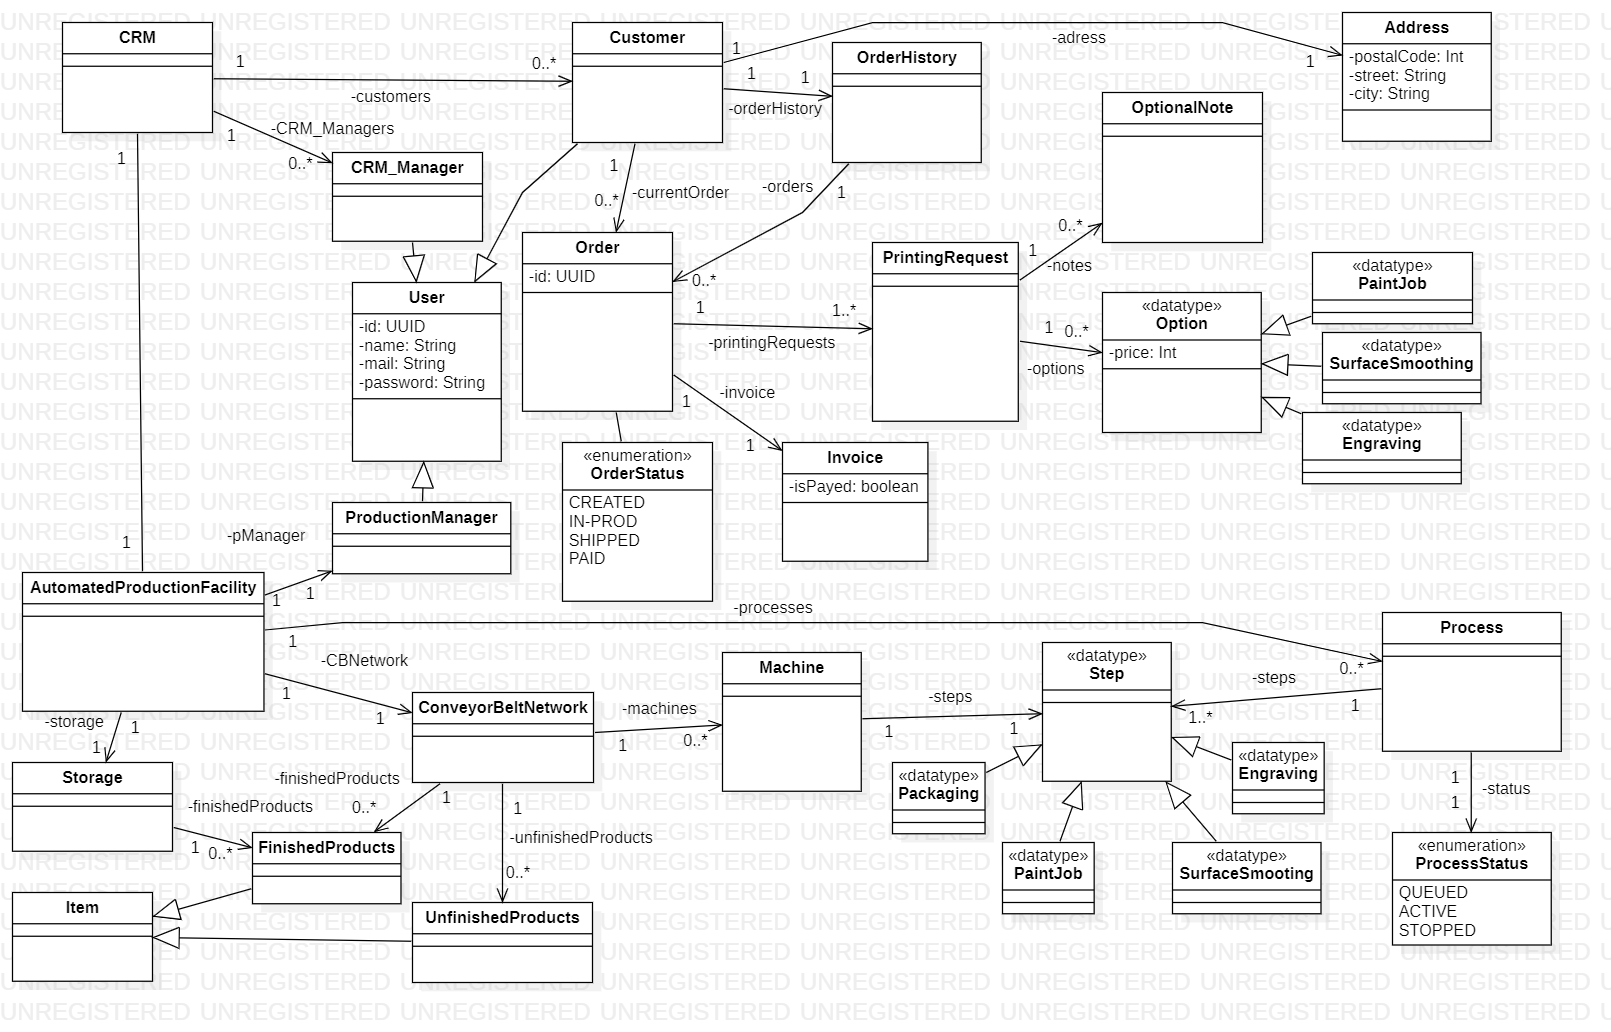 CRM
1
-customers
0..*
1
-CRM_Managers
0..*
1
Customer
1
-adress
1
1
1
-orderHistory
OrderHistory
Address
-postalCode: Int
-street: String
-city: String
OptionalNote
CRM_Manager
1
0..*
-currentOrder
-orders
1
0..*
Order
-id: UUID
User
-id: UUID
-name: String
-mail: String
-password: String
1
1..*
-printingRequests
PrintingRequest
1
0..*
-notes
1
0..*
-options
«datatype»
Option
-price: Int
«datatype»
PaintJob
«datatype»
SurfaceSmoothing
«datatype»
Engraving
-invoice
1
1
Invoice
-isPayed: boolean
«enumeration»
OrderStatus
CREATED
IN-PROD
SHIPPED
PAID
ProductionManager
-pManager
1
1
1
AutomatedProductionFacility
-processes
1
0..*
Process
-CBNetwork
1
1
-storage
1
1
ConveyorBeltNetwork
-machines
1
0..*
Machine
-steps
1
1
«datatype»
Step
-steps
1..*
1
«datatype»
Packaging
«datatype»
PaintJob
«datatype»
SurfaceSmooting
«datatype»
Engraving
1
1
-status
«enumeration»
ProcessStatus
QUEUED
ACTIVE
STOPPED
Storage
-finishedProducts
1
0..*
-finishedProducts
0..*
1
1
-unfinishedProducts
0..*
FinishedProducts
Item
UnfinishedProducts
UNREGISTERED